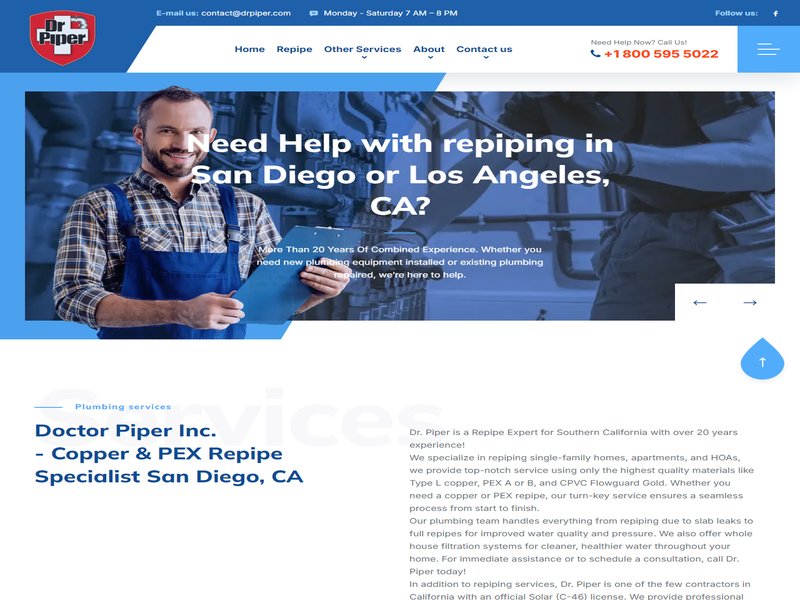 Dr
Piper
E-mail us: contact@drpiper.com
Monday - Saturday 7 AM – 8 PM
Follow us:
Home
Repipe
Other Services
About
Contact us
Need Help Now? Call Us!
+1 800 595 5022
Need Help with repiping in
San Diego or Los Angeles,
CA?
More Than 20 Years Of Combined Experience. Whether you
need new plumbing equipment installed or existing plumbing
repaired, we’re here to help.
Services
Plumbing services
Doctor Piper Inc.
- Copper & PEX Repipe
Specialist San Diego, CA
Dr. Piper is a Repipe Expert for Southern California with over 20 years
experience!
We specialize in repiping single-family homes, apartments, and HOAs,
we provide top-notch service using only the highest quality materials like
Type L copper, PEX A or B, and CPVC Flowguard Gold. Whether you
need a copper or PEX repipe, our turn-key service ensures a seamless
process from start to finish.
Our plumbing team handles everything from repiping due to slab leaks to
full repipes for improved water quality and pressure. We also offer whole
house filtration systems for cleaner, healthier water throughout your
home. For immediate assistance or to schedule a consultation, call Dr.
Piper today!
In addition to repiping services, Dr. Piper is one of the few contractors in
California with an official Solar (C-46) license. We provide professional